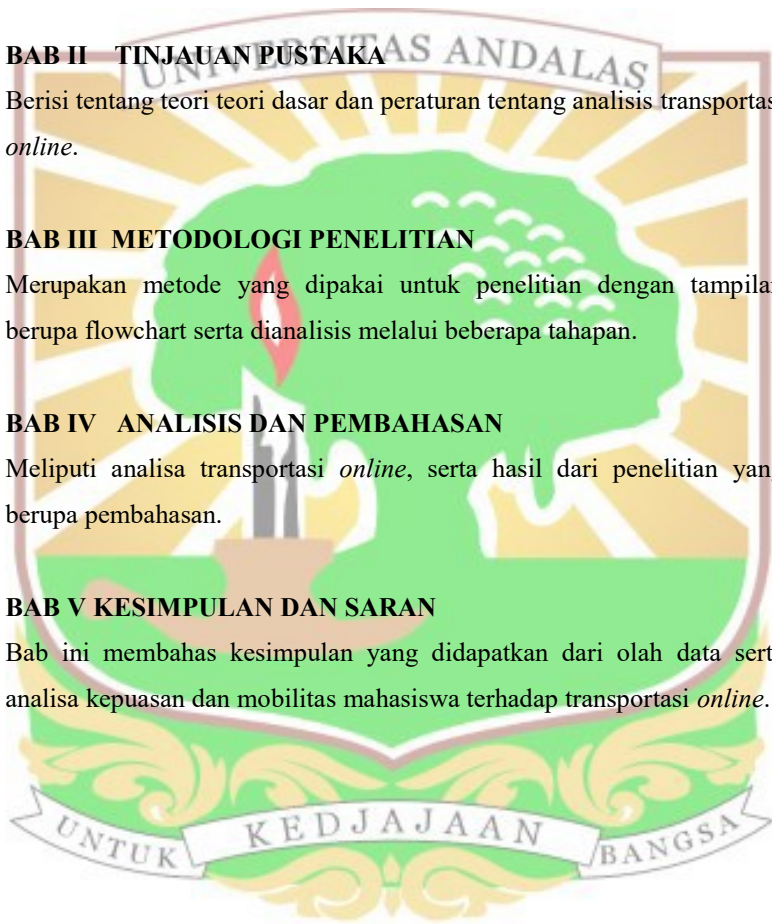 UNIVERSITAS ANDALAS
BAB II TINJAUAN PUSTAKA
Berisi tentang teori teori dasar dan peraturan tentang analisis transportas
online.
BAB III METODOLOGI PENELITIAN
Merupakan metode yang dipakai untuk penelitian dengan tampila
berupa flowchart serta dianalisis melalui beberapa tahapan.
BAB IV ANALISIS DAN PEMBAHASAN
Meliputi analisa transportasi online, serta hasil dari penelitian yan
berupa pembahasan.
BAB V KESIMPULAN DAN SARAN
Bab ini membahas kesimpulan yang didapatkan dari olah data sert
analisa kepuasan dan mobilitas mahasiswa terhadap transportasi online.
UNTUK KEDJAJAAN BANGSA